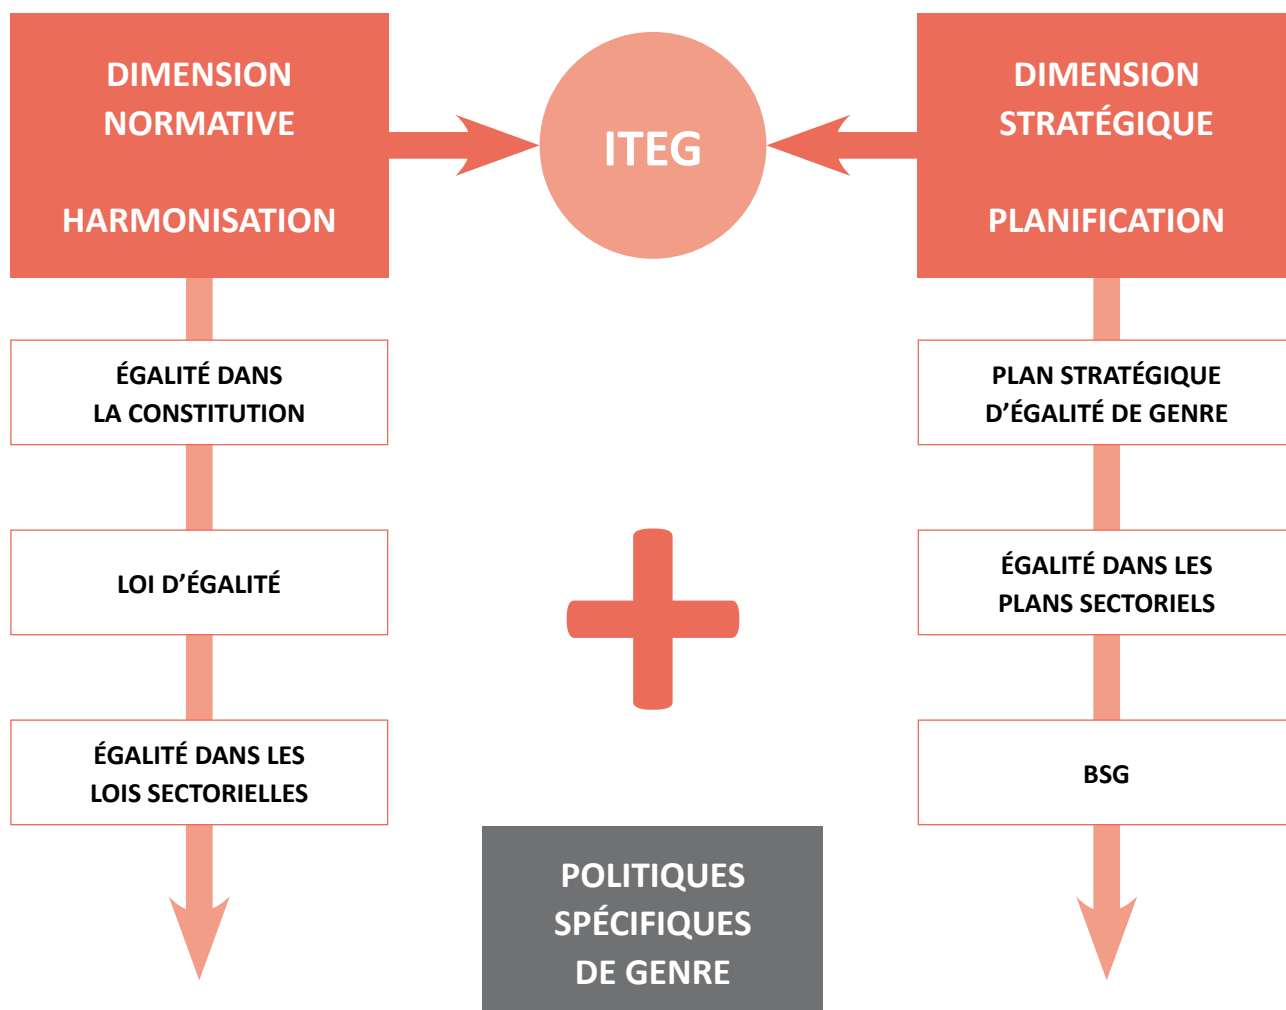 DIMENSION
NORMATIVE
HARMONISATION
ITEG
DIMENSION
STRATÉGIQUE
PLANIFICATION
ÉGALITÉ DANS
LA CONSTITUTION
LOI D’ÉGALITÉ
ÉGALITÉ DANS LES
LOIS SECTORIELLES
PLAN STRATÉGIQUE
D’ÉGALITÉ DE GENRE
ÉGALITÉ DANS LES
PLANS SECTORIELS
BSG
POLITIQUES
SPÉCIFIQUES
DE GENRE